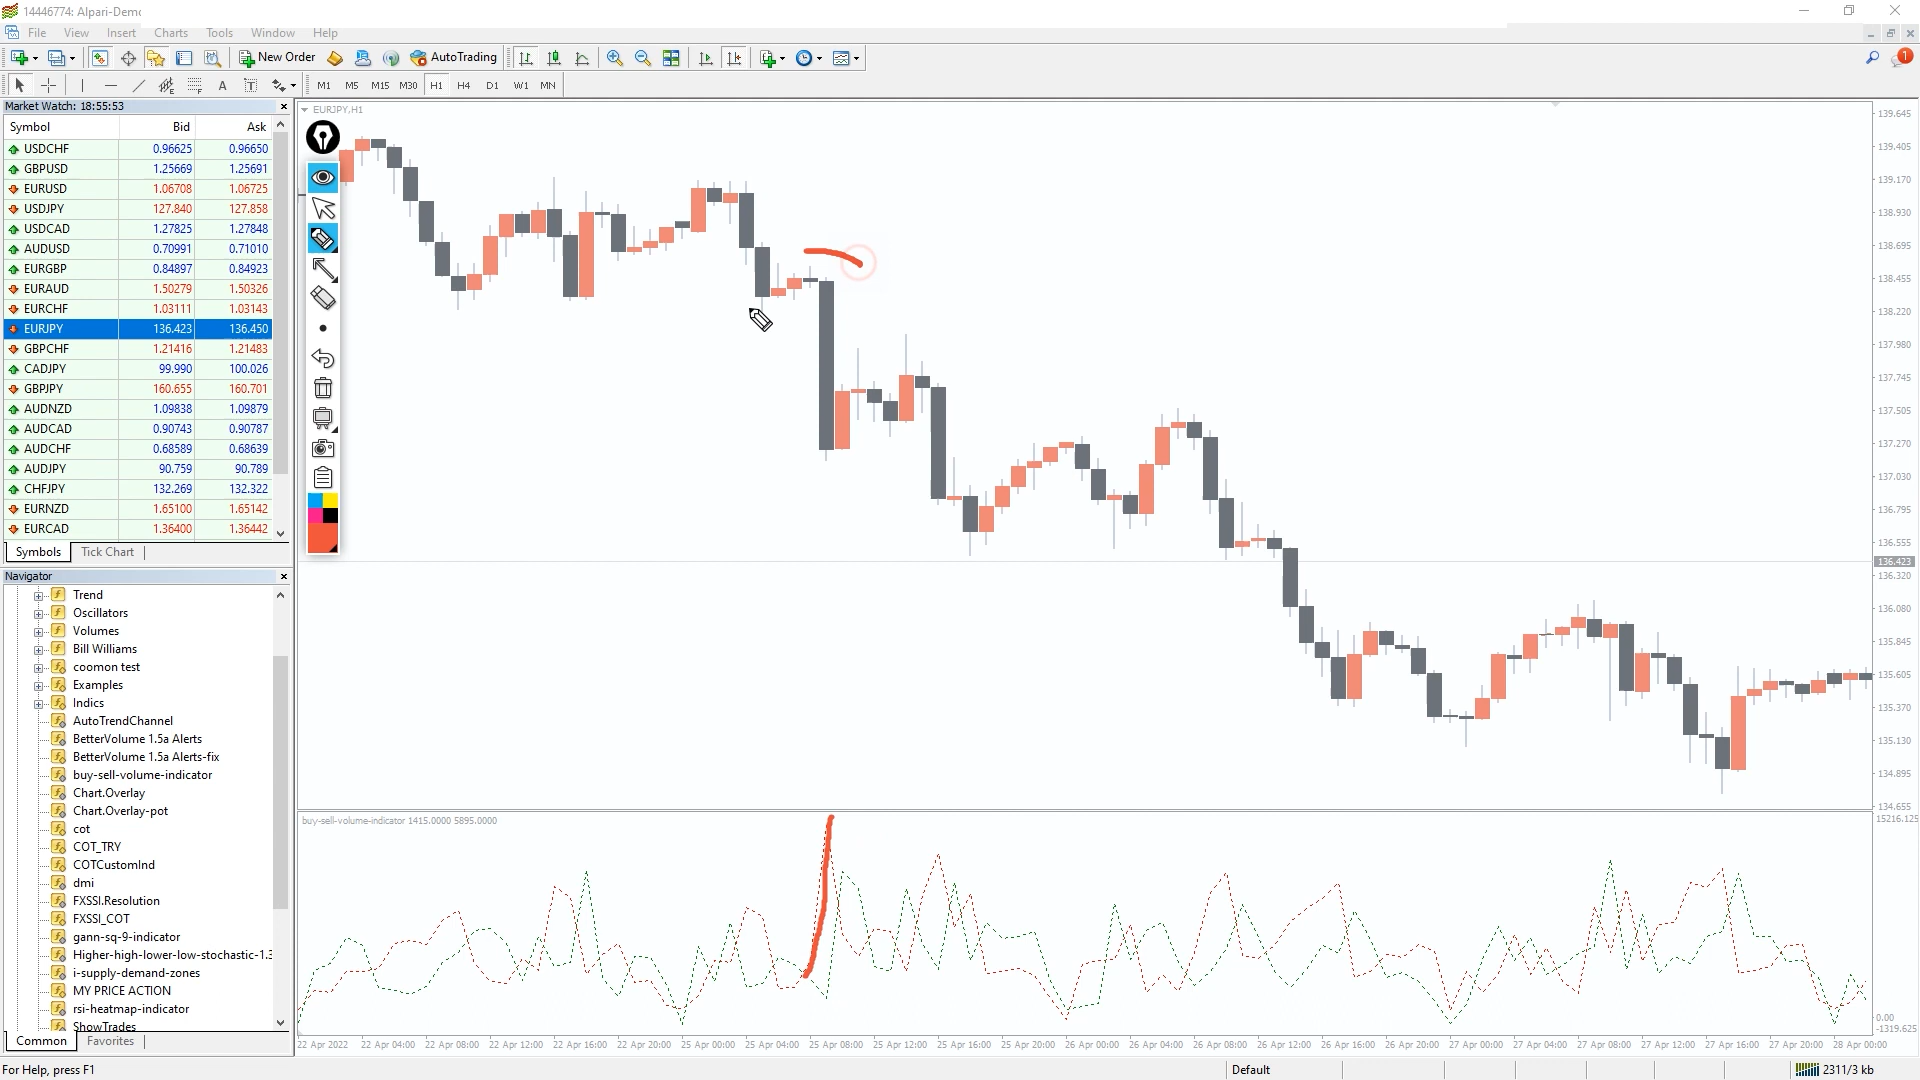 14446774: Alpari-Demo
File View Insert Charts Tools Window Help
New Order AutoTrading 1
A T M1 M5 M15 M30 H1 H4 D1 W1 MN
Market Watch: 18:55:53
Symbol Bid Ask
USDCHF 0.96625 0.96650
GBPUSD 1.25669 1.25691
EURUSD 1.06708 1.06725
USDJPY 127.840 127.858
USDCAD 1.27825 1.27848
AUDUSD 0.70991 0.71010
EURGBP 0.84897 0.84923
EURAUD 1.50279 1.50326
EURCHF 1.03111 1.03143
EURJPY 136.423 136.450
GBPCHF 1.21416 1.21483
CADJPY 99.990 100.026
GBPJPY 160.655 160.701
AUDNZD 1.09838 1.09879
AUDCAD 0.90743 0.90787
AUDCHF 0.68589 0.68639
AUDJPY 90.759 90.789
CHFJPY 132.269 132.322
EURNZD 1.65100 1.65142
EURCAD 1.36400 1.36442
Symbols Tick Chart
Navigator
Trend
Oscillators
Volumes
Bill Williams
coomon test
Examples
Indics
AutoTrendChannel
BetterVolume 1.5a Alerts
BetterVolume 1.5a Alerts-fix
buy-sell-volume-indicator
Chart.Overlay
Chart.Overlay-pot
cot
COT_TRY
COTCustomInd
dmi
FXSSI.Resolution
FXSSI_COT
gann-sq-9-indicator
Higher-high-lower-low-stochastic-1.3
i-supply-demand-zones
MY PRICE ACTION
rsi-heatmap-indicator
ShowTrades
Common Favorites
EURJPY,H1
139.645
139.405
139.170
138.930
138.695
138.455
138.220
137.980
137.745
137.505
137.270
137.030
136.795
136.555
136.423
136.320
136.080
135.845
135.605
135.370
135.130
134.895
134.655
buy-sell-volume-indicator 1415.0000 5895.0000
15216.125
0.00
-1319.625
22 Apr 2022 22 Apr 04:00 22 Apr 08:00 22 Apr 12:00 22 Apr 16:00 22 Apr 20:00 25 Apr 00:00 25 Apr 04:00 25 Apr 08:00 25 Apr 12:00 25 Apr 16:00 25 Apr 20:00 26 Apr 00:00 26 Apr 04:00 26 Apr 08:00 26 Apr 12:00 26 Apr 16:00 26 Apr 20:00 27 Apr 00:00 27 Apr 04:00 27 Apr 08:00 27 Apr 12:00 27 Apr 16:00 27 Apr 20:00 28 Apr 00:00
For Help, press F1 Default 2311/3 kb